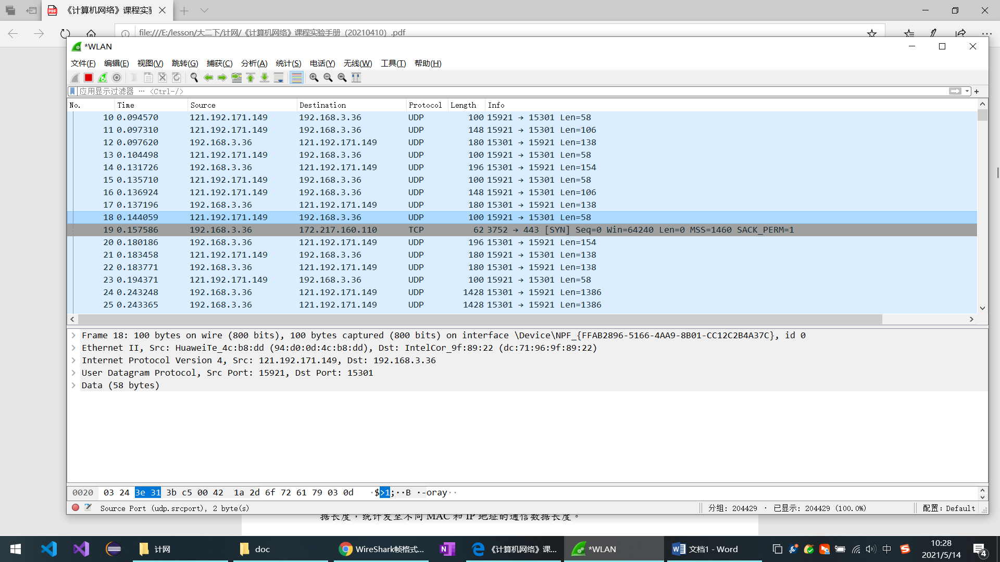 《计算机网络》课程实验
file:///E:/lesson/大二下/计网/《计算机网络》课程实验手册（20210410）.pdf
*WLAN
文件(F) 编辑(E) 视图(V) 跳转(G) 捕获(C) 分析(A) 统计(S) 电话(Y) 无线(W) 工具(T) 帮助(H)
应用显示过滤器 … <Ctrl-/>
No. Time Source Destination Protocol Length Info
10 0.094570 121.192.171.149 192.168.3.36 UDP 100 15921 → 15301 Len=58
11 0.097310 121.192.171.149 192.168.3.36 UDP 148 15921 → 15301 Len=106
12 0.097620 192.168.3.36 121.192.171.149 UDP 180 15301 → 15921 Len=138
13 0.104498 121.192.171.149 192.168.3.36 UDP 100 15921 → 15301 Len=58
14 0.131726 192.168.3.36 121.192.171.149 UDP 196 15301 → 15921 Len=154
15 0.135710 121.192.171.149 192.168.3.36 UDP 100 15921 → 15301 Len=58
16 0.136924 121.192.171.149 192.168.3.36 UDP 148 15921 → 15301 Len=106
17 0.137196 192.168.3.36 121.192.171.149 UDP 180 15301 → 15921 Len=138
18 0.144059 121.192.171.149 192.168.3.36 UDP 100 15921 → 15301 Len=58
19 0.157586 192.168.3.36 172.217.160.110 TCP 62 3752 → 443 [SYN] Seq=0 Win=64240 Len=0 MSS=1460 SACK_PERM=1
20 0.180186 192.168.3.36 121.192.171.149 UDP 196 15301 → 15921 Len=154
21 0.183458 121.192.171.149 192.168.3.36 UDP 180 15921 → 15301 Len=138
22 0.183771 192.168.3.36 121.192.171.149 UDP 180 15301 → 15921 Len=138
23 0.194371 121.192.171.149 192.168.3.36 UDP 100 15921 → 15301 Len=58
24 0.243248 192.168.3.36 121.192.171.149 UDP 1428 15301 → 15921 Len=1386
25 0.243365 192.168.3.36 121.192.171.149 UDP 1428 15301 → 15921 Len=1386
Frame 18: 100 bytes on wire (800 bits), 100 bytes captured (800 bits) on interface \Device\NPF_{FFAB2896-5166-4AA9-8B01-CC12C2B4A37C}, id 0
Ethernet II, Src: HuaweiTe_4c:b8:dd (94:d0:0d:4c:b8:dd), Dst: IntelCor_9f:89:22 (dc:71:96:9f:89:22)
Internet Protocol Version 4, Src: 121.192.171.149, Dst: 192.168.3.36
User Datagram Protocol, Src Port: 15921, Dst Port: 15301
Data (58 bytes)
0020 03 24 3e 31 3b c5 00 42 1a 2d 6f 72 61 79 03 0d ·$>1;··B ·-oray··
Source Port (udp.srcport), 2 byte(s) 分组: 204429 · 已显示: 204429 (100.0%) 配置: Default
据长度，统计发至不同 MAC 和 IP 地址的通信数据长度。
计网 doc WireShark帧格式... 《计算机网络》课... *WLAN 文档1 - Word 中 10:28
2021/5/14 4